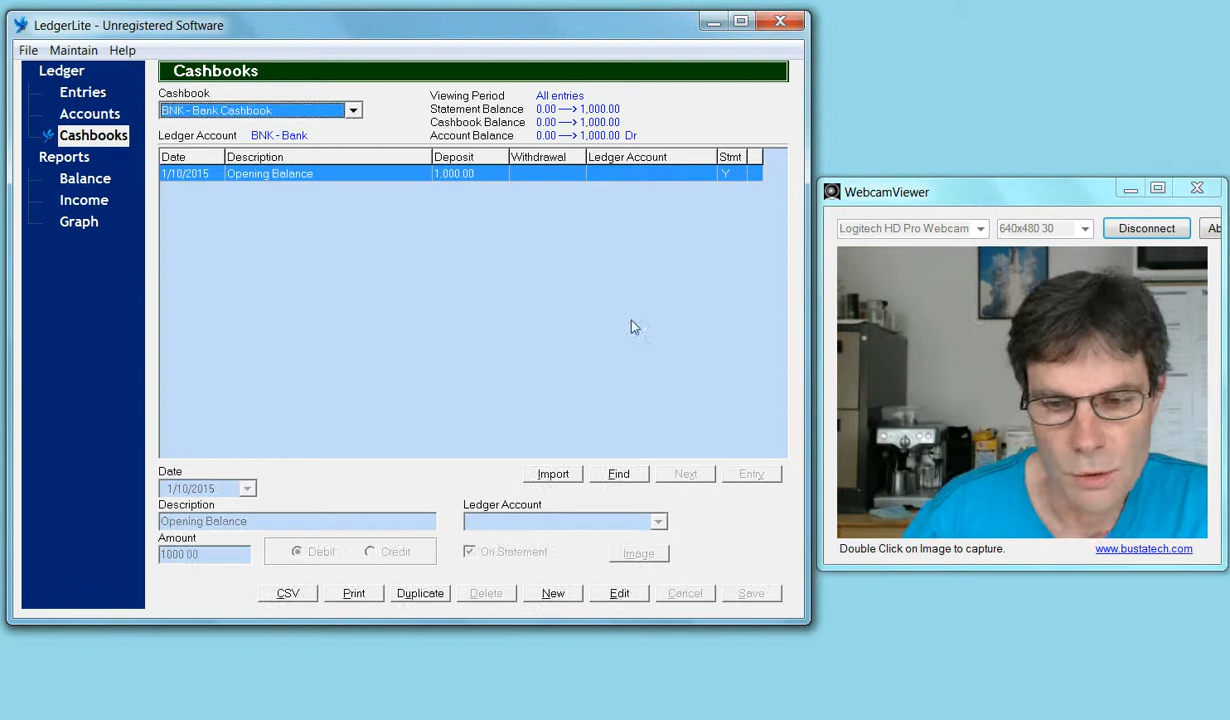 LedgerLite - Unregistered Software
File Maintain Help
Ledger
Entries
Accounts
Cashbooks
Reports
Balance
Income
Graph
Cashbooks
Cashbook
BNK - Bank Cashbook
Ledger Account BNK - Bank
Viewing Period All entries
Statement Balance 0.00 --> 1,000.00
Cashbook Balance 0.00 --> 1,000.00
Account Balance 0.00 --> 1,000.00 Dr
Date Description Deposit Withdrawal Ledger Account Stmt
1/10/2015 Opening Balance 1,000.00 Y
Import Find Next Entry
Date
1/10/2015
Description
Opening Balance
Ledger Account
Amount
1000.00
Debit Credit
On Statement
Image
CSV Print Duplicate Delete New Edit Cancel Save
WebcamViewer
Logitech HD Pro Webcam 640x480 30 Disconnect Ab
Double Click on Image to capture. www.bustatech.com